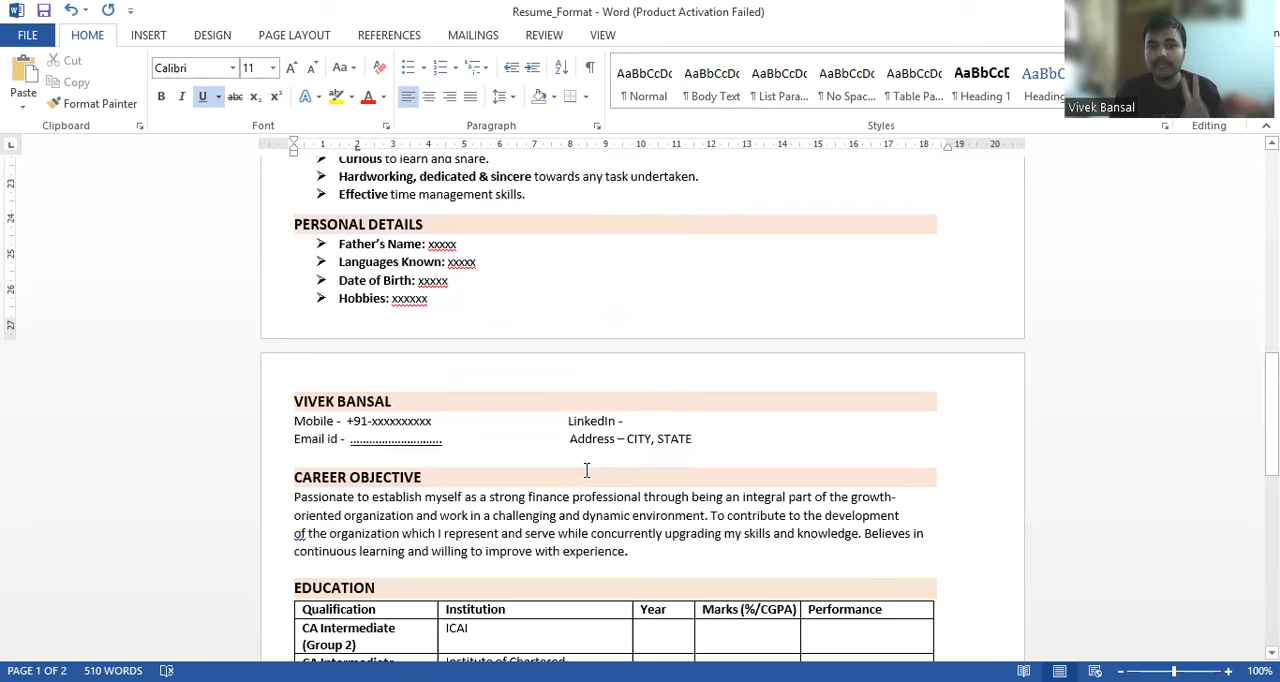 Resume_Format - Word (Product Activation Failed)
FILE HOME INSERT DESIGN PAGE LAYOUT REFERENCES MAILINGS REVIEW VIEW
Cut
Copy
Paste
Format Painter
Calibri 11
AaBbCcDc AaBbCcDc AaBbCcDc AaBbCcDc AaBbCcDc AaBbCcD AaBbC
¶ Normal ¶ Body Text ¶ List Para... ¶ No Spac... ¶ Table Pa... ¶ Heading 1 Heading
Clipboard Font Paragraph Styles Editing
Vivek Bansal
Curious to learn and share.
Hardworking, dedicated & sincere towards any task undertaken.
Effective time management skills.
PERSONAL DETAILS
Father's Name: xxxxx
Languages Known: xxxxx
Date of Birth: xxxxx
Hobbies: xxxxxx
VIVEK BANSAL
Mobile - +91-xxxxxxxxxx LinkedIn -
Email id - ............................. Address – CITY, STATE
CAREER OBJECTIVE
Passionate to establish myself as a strong finance professional through being an integral part of the growth-
oriented organization and work in a challenging and dynamic environment. To contribute to the development
of the organization which I represent and serve while concurrently upgrading my skills and knowledge. Believes in
continuous learning and willing to improve with experience.
EDUCATION
Qualification Institution Year Marks (%/CGPA) Performance
CA Intermediate ICAI
(Group 2)
CA Intermediate Institute of Chartered
PAGE 1 OF 2 510 WORDS 100%